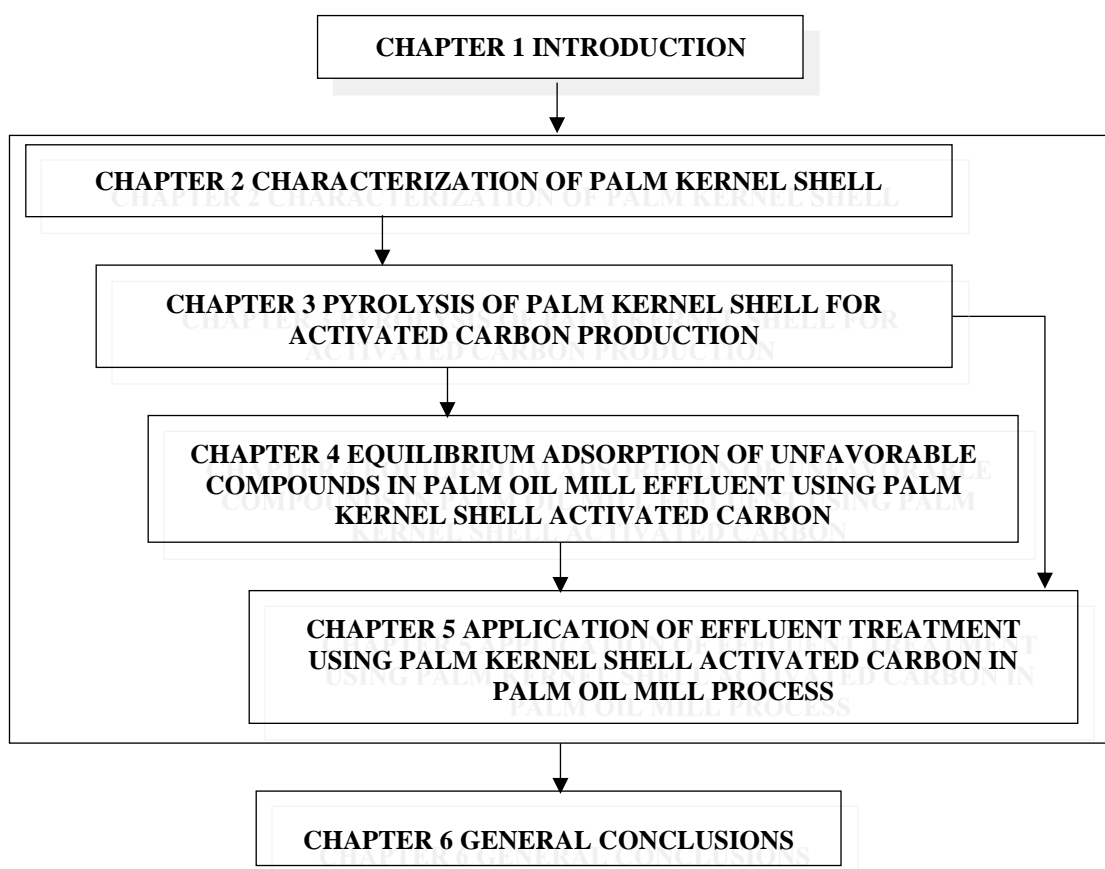 CHAPTER 1 INTRODUCTION
CHAPTER 2 CHARACTERIZATION OF PALM KERNEL SHELL
CHAPTER 3 PYROLYSIS OF PALM KERNEL SHELL FOR
ACTIVATED CARBON PRODUCTION
CHAPTER 4 EQUILIBRIUM ADSORPTION OF UNFAVORABLE
COMPOUNDS IN PALM OIL MILL EFFLUENT USING PALM
KERNEL SHELL ACTIVATED CARBON
CHAPTER 5 APPLICATION OF EFFLUENT TREATMENT
USING PALM KERNEL SHELL ACTIVATED CARBON IN
PALM OIL MILL PROCESS
CHAPTER 6 GENERAL CONCLUSIONS